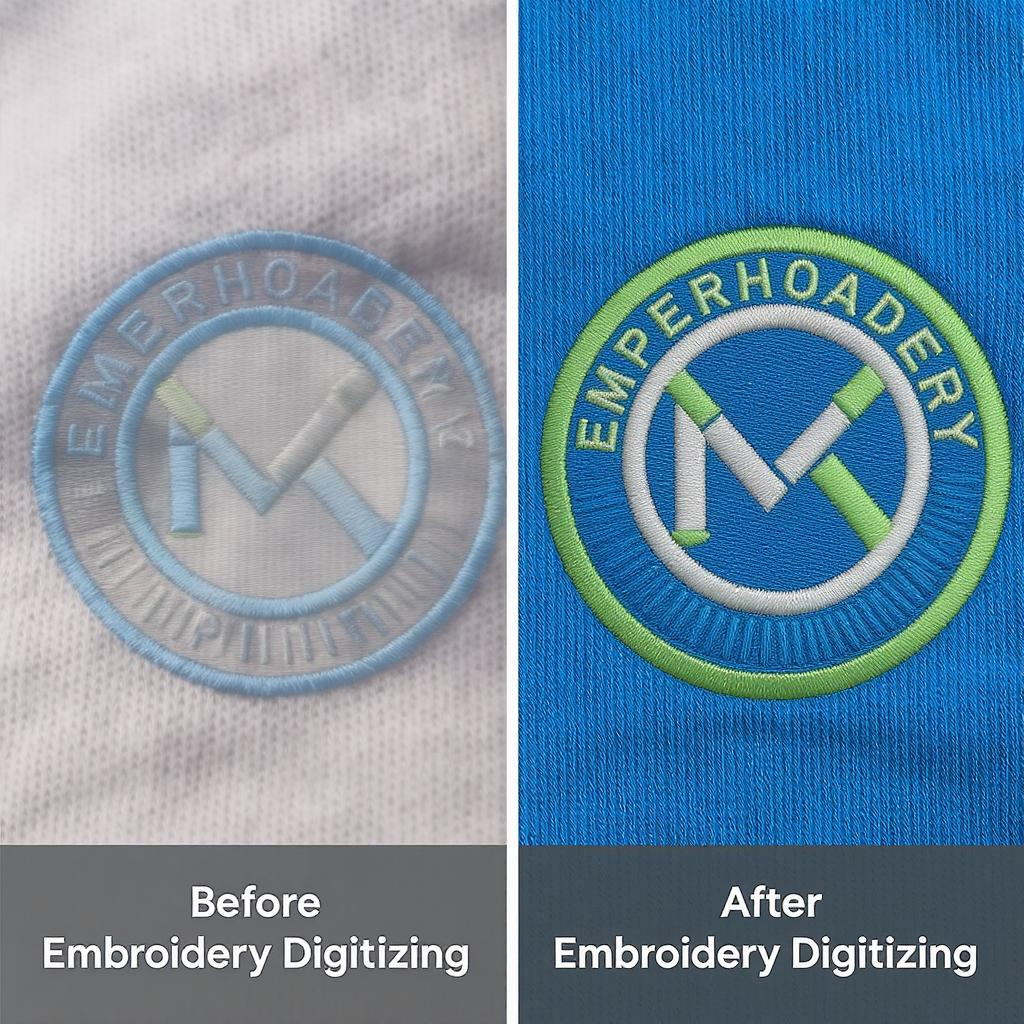 EMPERHOADERY
Before
Embroidery Digitizing
After
Embroidery Digitizing